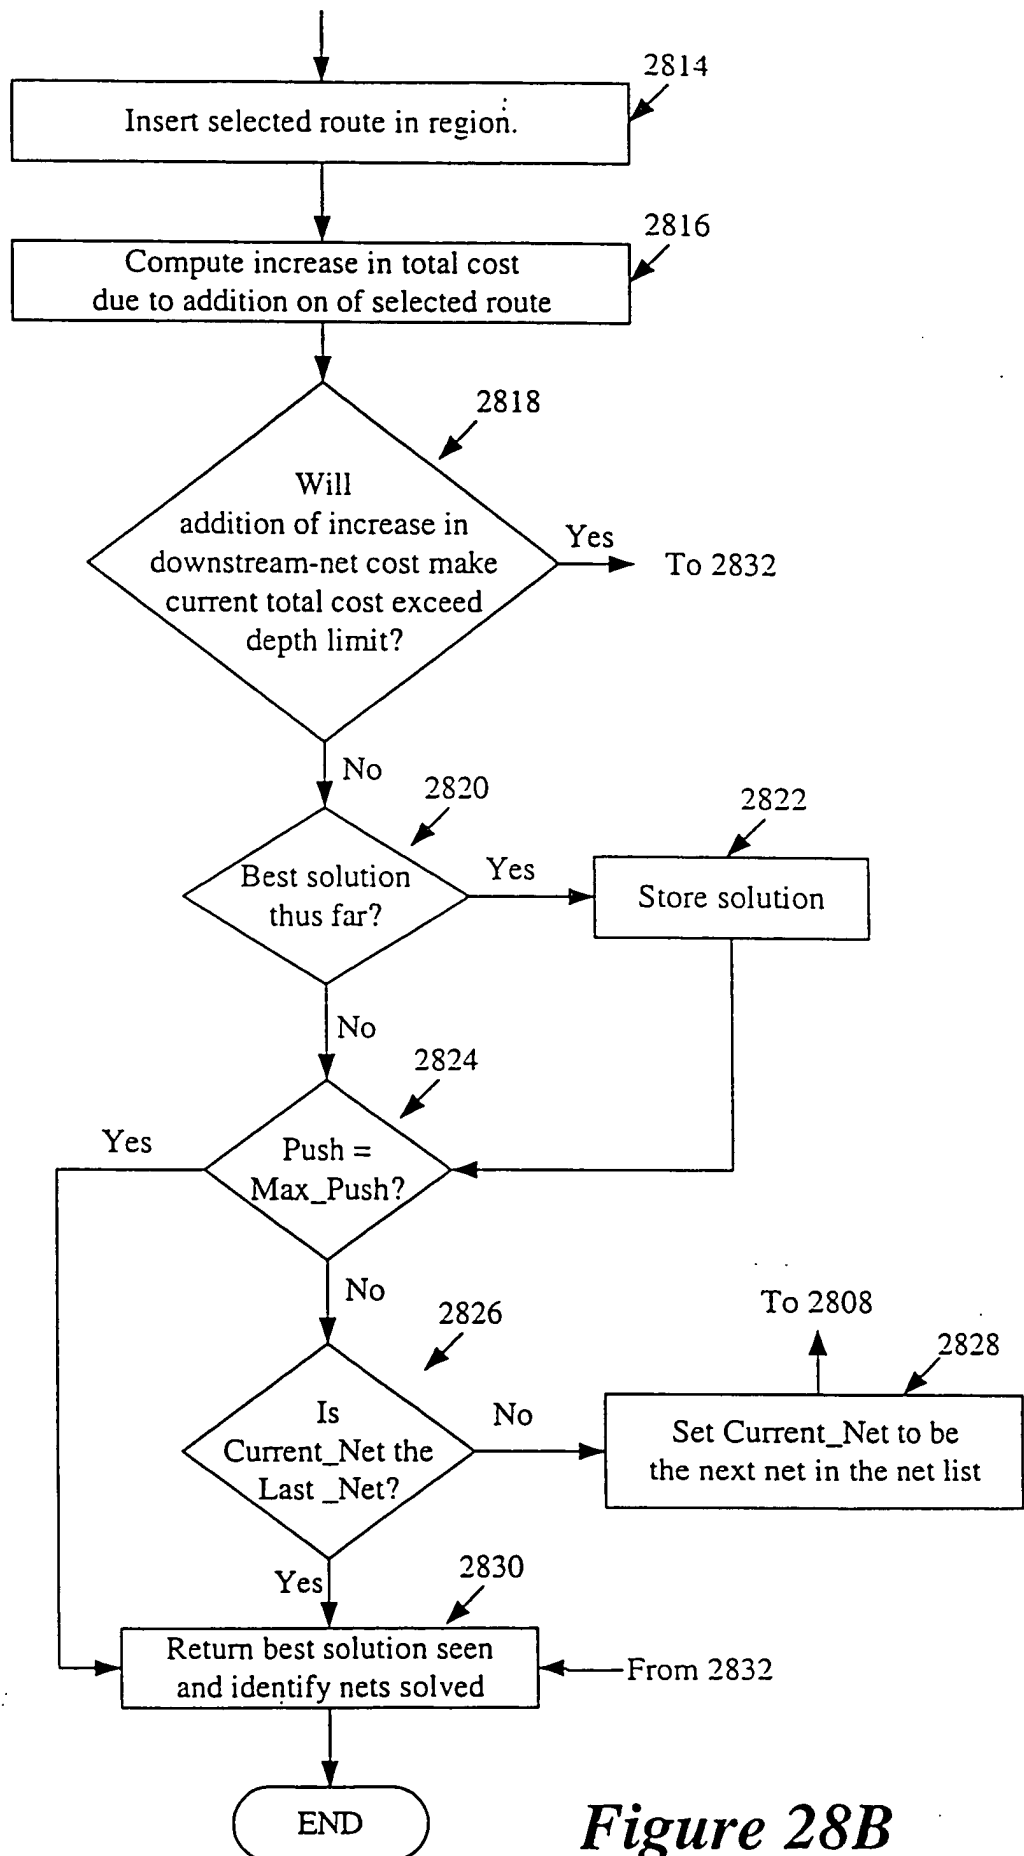 2814
Insert selected route in region.
2816
Compute increase in total cost
due to addition on of selected route
2818
Will
addition of increase in
downstream-net cost make
current total cost exceed
depth limit?
Yes
To 2832
No
2820
2822
Best solution
thus far?
Yes
Store solution
No
2824
Yes
Push =
Max_Push?
No
To 2808
2826
2828
Is
Current_Net the
Last _Net?
No
Set Current_Net to be
the next net in the net list
Yes
2830
Return best solution seen
and identify nets solved
From 2832
END
Figure 28B